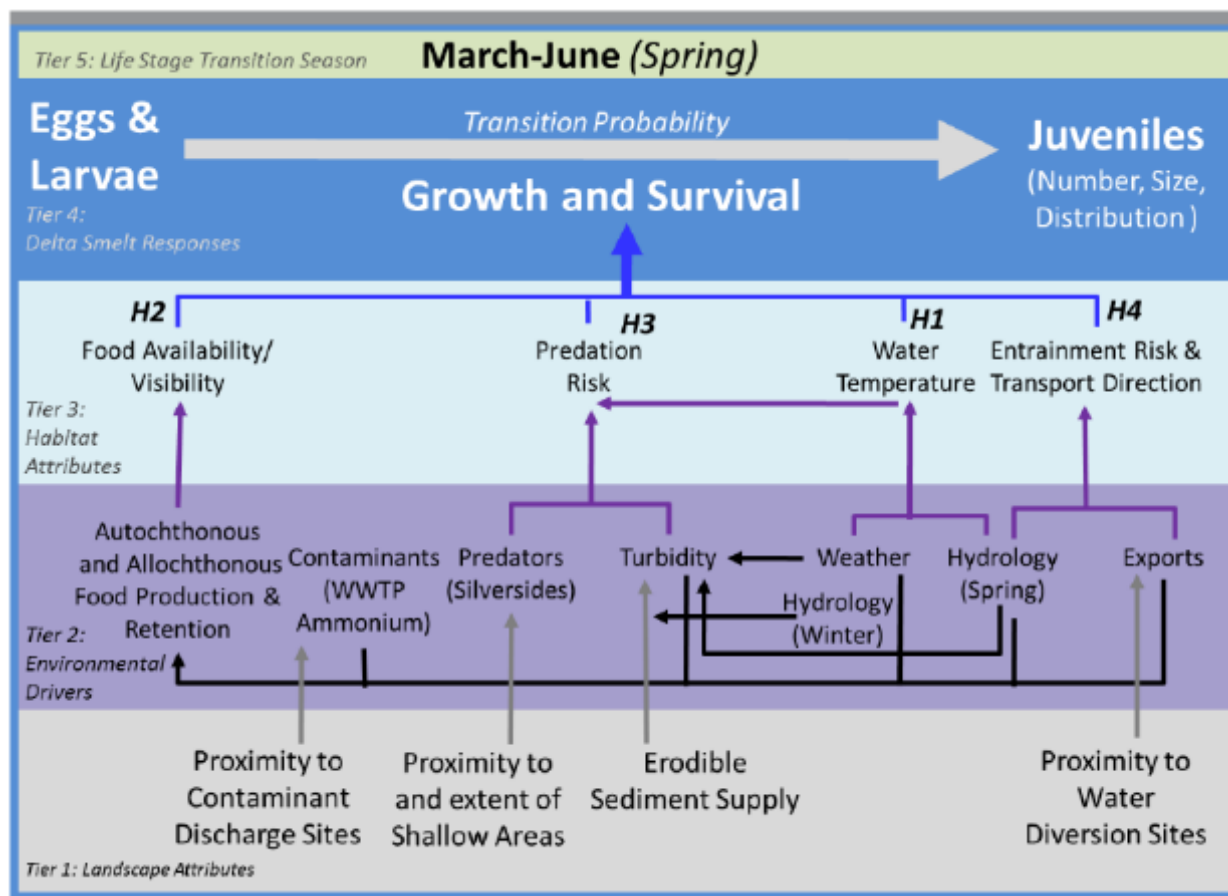 Tier 5: Life Stage Transition Season
March-June (Spring)
Eggs &
Larvae
Transition Probability
Growth and Survival
Juveniles
(Number, Size,
Distribution )
Tier 4:
Delta Smelt Responses
H2
H3
H1
H4
Food Availability/
Visibility
Predation
Risk
Water
Temperature
Entrainment Risk &
Transport Direction
Tier 3:
Habitat
Attributes
Autochthonous
and Allochthonous
Food Production &
Retention
Contaminants
(WWTP
Ammonium)
Predators
(Silversides)
Turbidity
Weather
Hydrology
(Spring)
Exports
Hydrology
(Winter)
Tier 2:
Environmental
Drivers
Proximity to
Contaminant
Discharge Sites
Proximity to
and extent of
Shallow Areas
Erodible
Sediment Supply
Proximity to
Water
Diversion Sites
Tier 1: Landscape Attributes